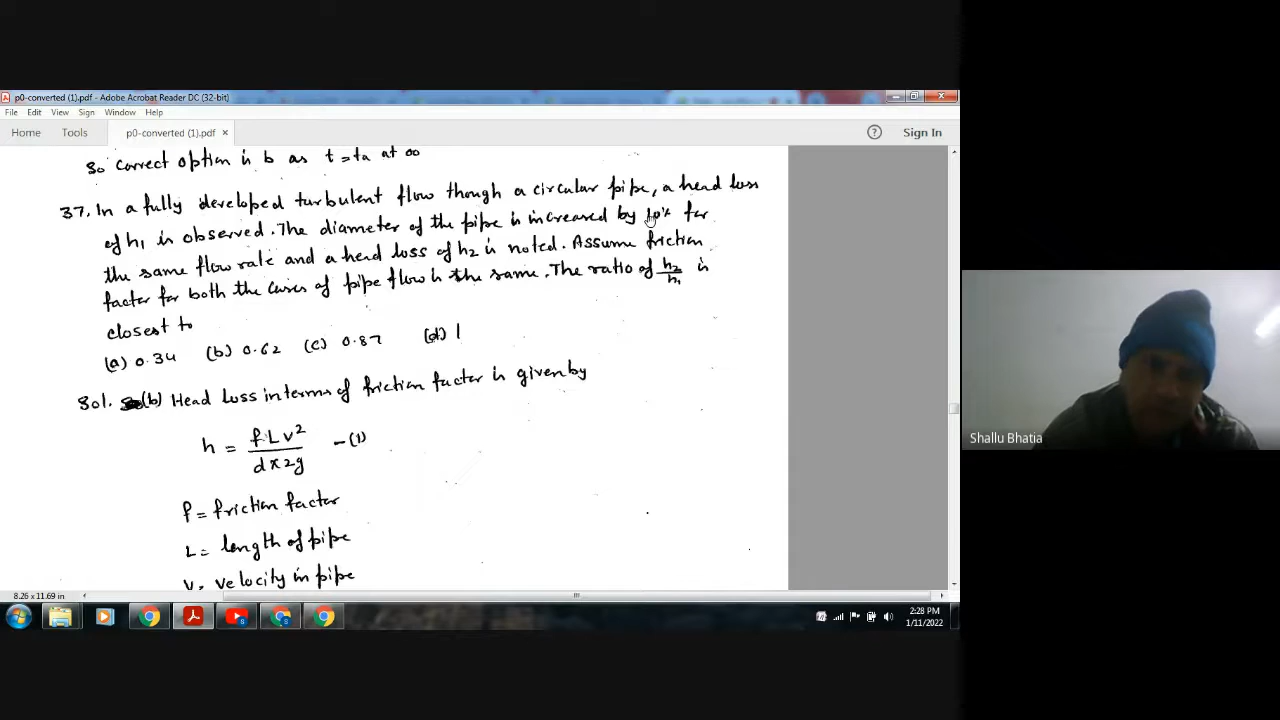 p0-converted (1).pdf - Adobe Acrobat Reader DC (32-bit)
File Edit View Sign Window Help
Home Tools p0-converted (1).pdf × Sign In
So correct option is b as t=ta at ∞
37. In a fully developed turbulent flow though a circular pipe, a head loss
of h1 is observed. The diameter of the pipe is increased by 10% for
the same flow rate and a head loss of h2 is noted. Assume friction
factor for both the cases of pipe flow is the same. The ratio of h2/h1 is
closest to
(a) 0.34 (b) 0.62 (c) 0.87 (d) 1
Sol. (b) Head Loss in terms of friction factor is given by
h = fLv²/d×2g -(1)
f = friction factor
L = length of pipe
v = velocity in pipe
Shallu Bhatia
8.26 x 11.69 in
2:28 PM
1/11/2022